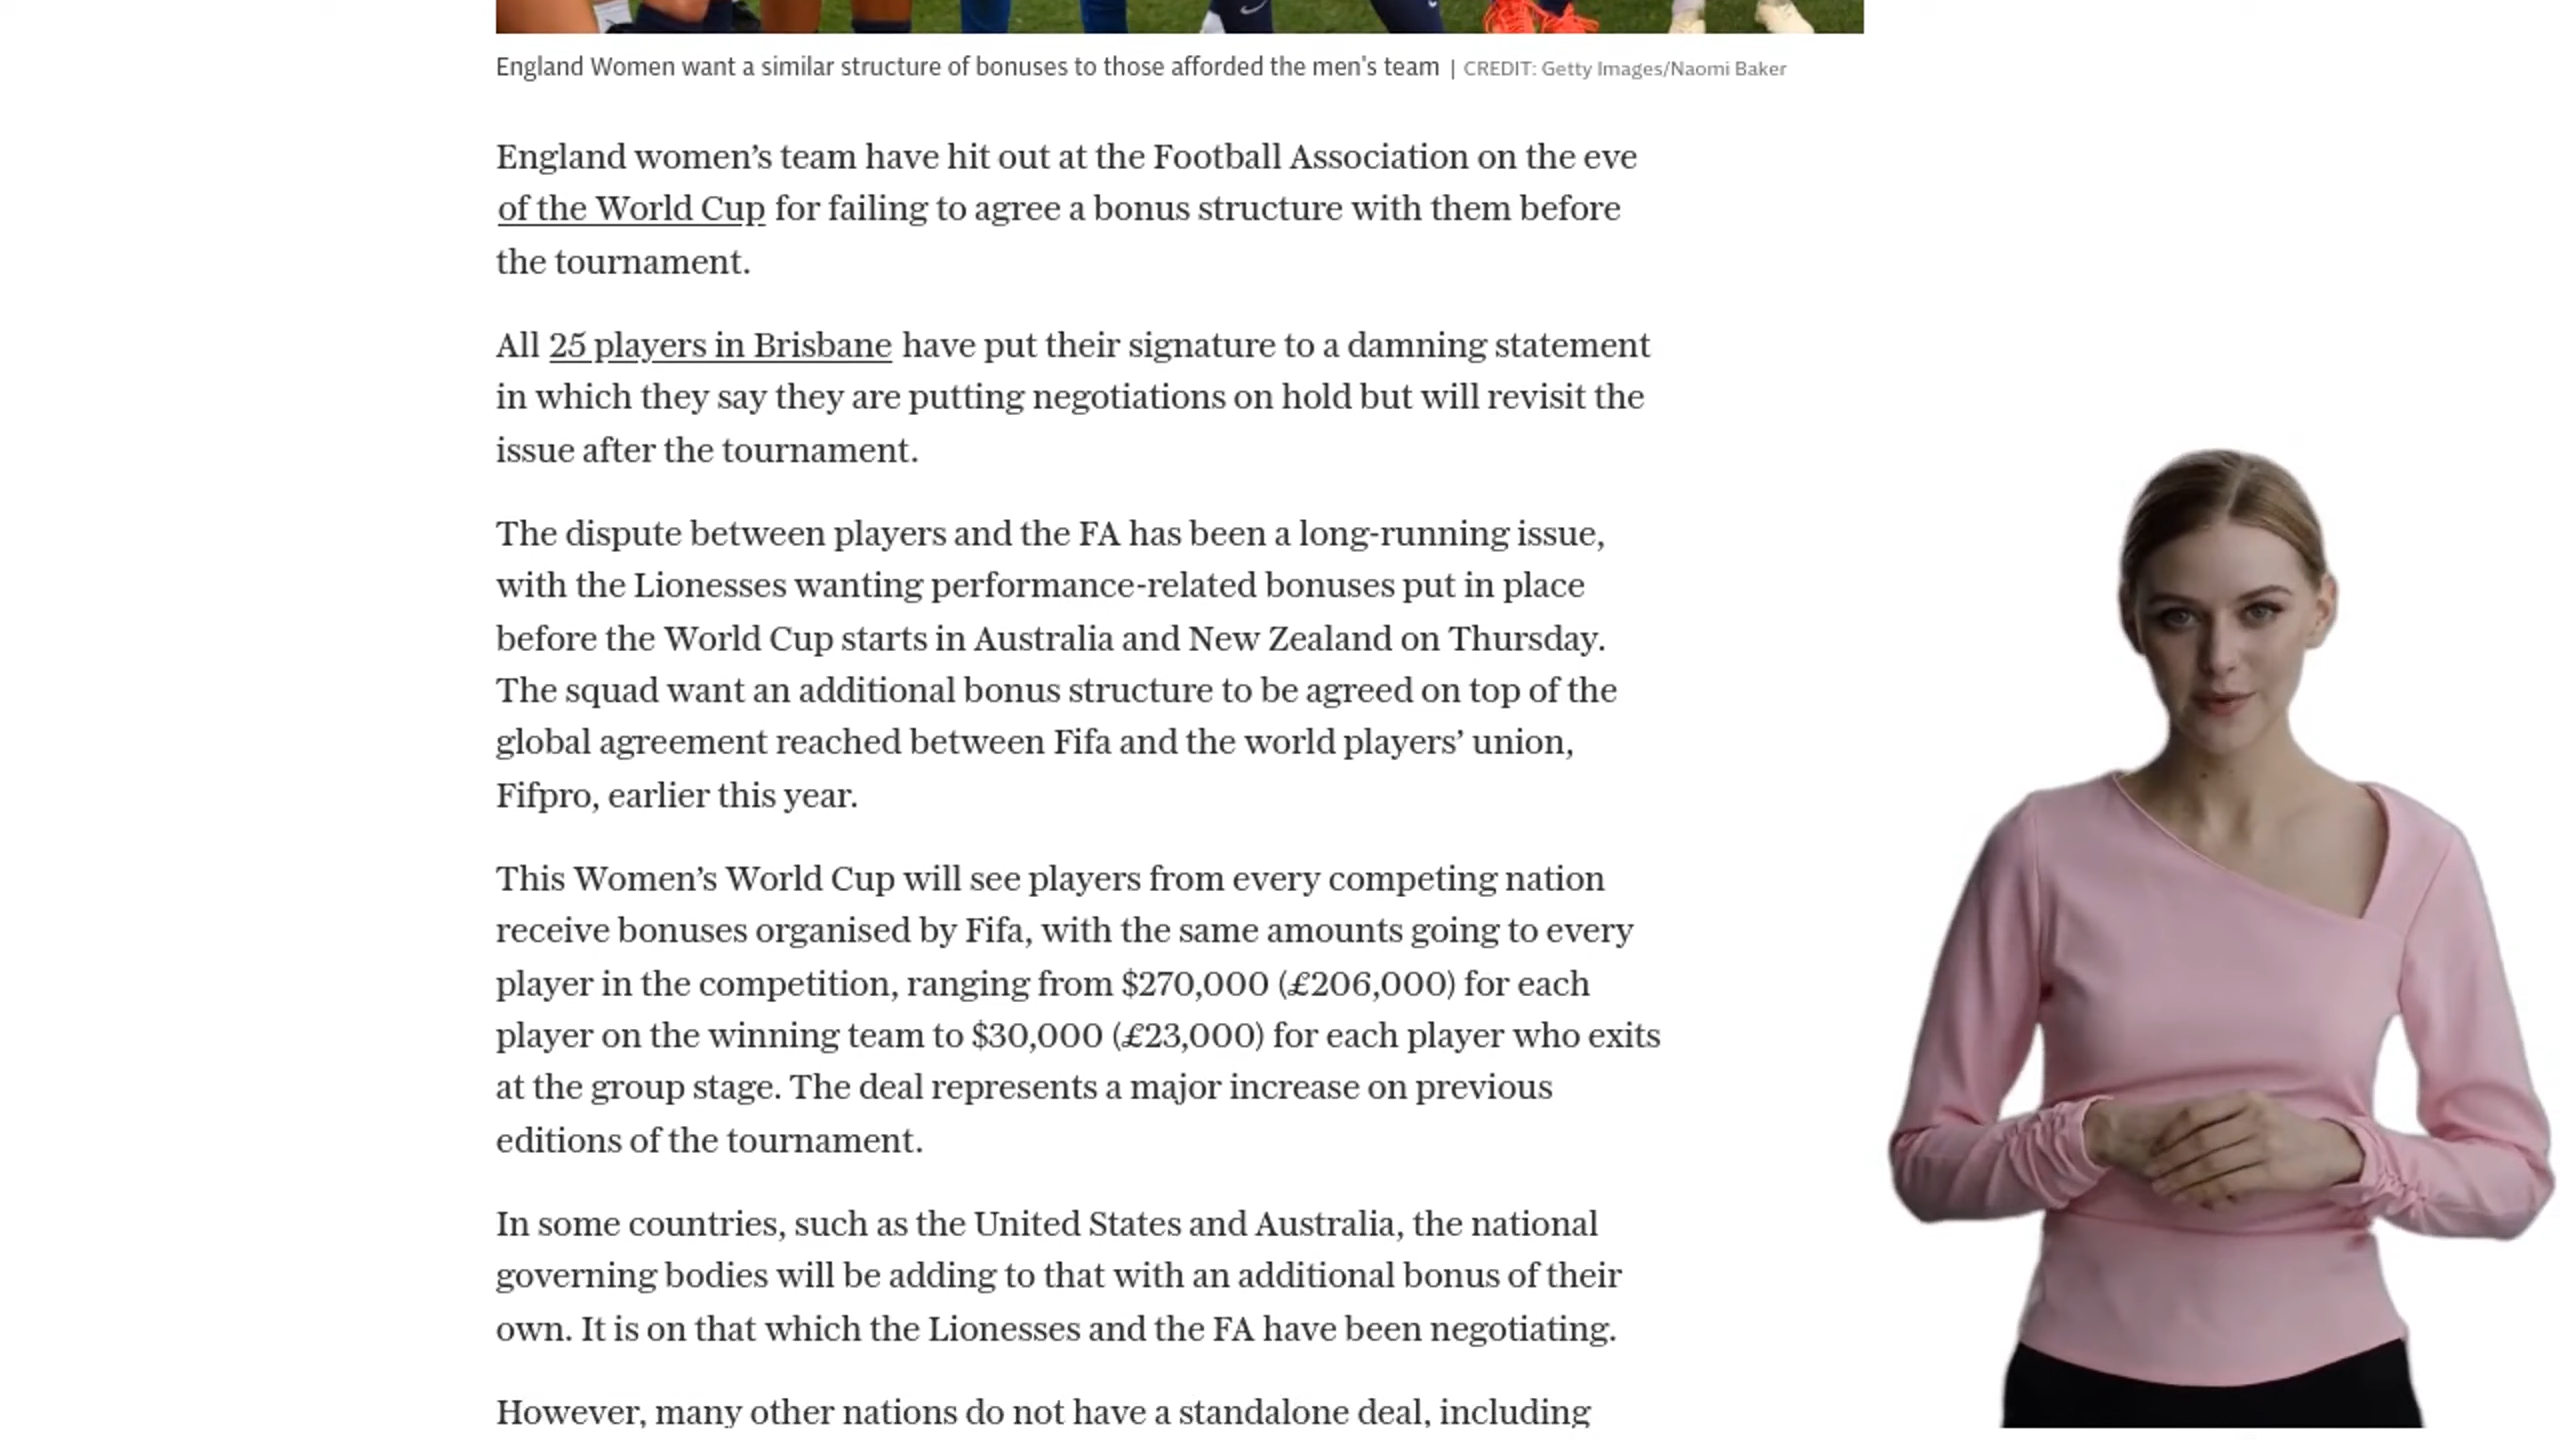 England Women want a similar structure of bonuses to those afforded the men's team | CREDIT: Getty Images/Naomi Baker
England women’s team have hit out at the Football Association on the eve
of the World Cup for failing to agree a bonus structure with them before
the tournament.
All 25 players in Brisbane have put their signature to a damning statement
in which they say they are putting negotiations on hold but will revisit the
issue after the tournament.
The dispute between players and the FA has been a long-running issue,
with the Lionesses wanting performance-related bonuses put in place
before the World Cup starts in Australia and New Zealand on Thursday.
The squad want an additional bonus structure to be agreed on top of the
global agreement reached between Fifa and the world players’ union,
Fifpro, earlier this year.
This Women’s World Cup will see players from every competing nation
receive bonuses organised by Fifa, with the same amounts going to every
player in the competition, ranging from $270,000 (£206,000) for each
player on the winning team to $30,000 (£23,000) for each player who exits
at the group stage. The deal represents a major increase on previous
editions of the tournament.
In some countries, such as the United States and Australia, the national
governing bodies will be adding to that with an additional bonus of their
own. It is on that which the Lionesses and the FA have been negotiating.
However, many other nations do not have a standalone deal, including